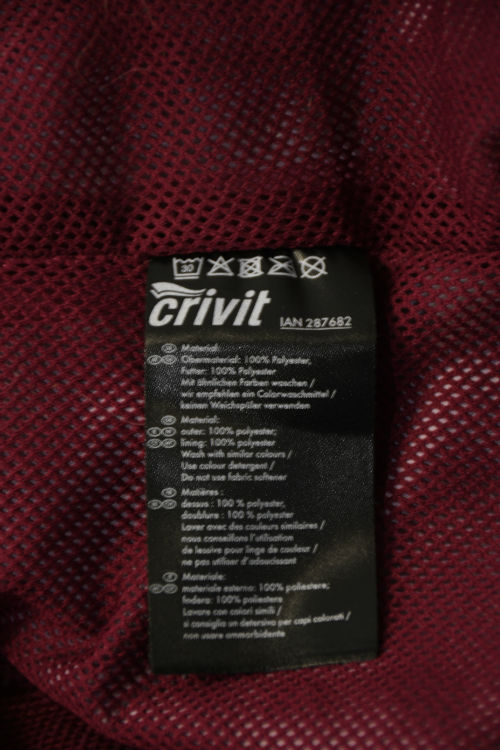 30
crivit
IAN 287682
Material:
Obermaterial: 100% Polyester,
Futter: 100% Polyester
Mit ähnlichen Farben waschen /
wir empfehlen ein Colorwaschmittel /
keinen Weichspüler verwenden
Material:
outer: 100% polyester;
lining: 100% polyester
Wash with similar colours /
Use colour detergent /
Do not use fabric softener
Matières :
dessus : 100 % polyester,
doublure : 100 % polyester
Laver avec des couleurs similaires /
nous conseillons l'utilisation
de lessive pour linge de couleur /
ne pas utiliser d'adoucissant
Materiale:
materiale esterno: 100% poliestere;
fodera: 100% poliestere
Lavare con colori simili /
si consiglia un detersivo per capi colorati /
non usare ammorbidente